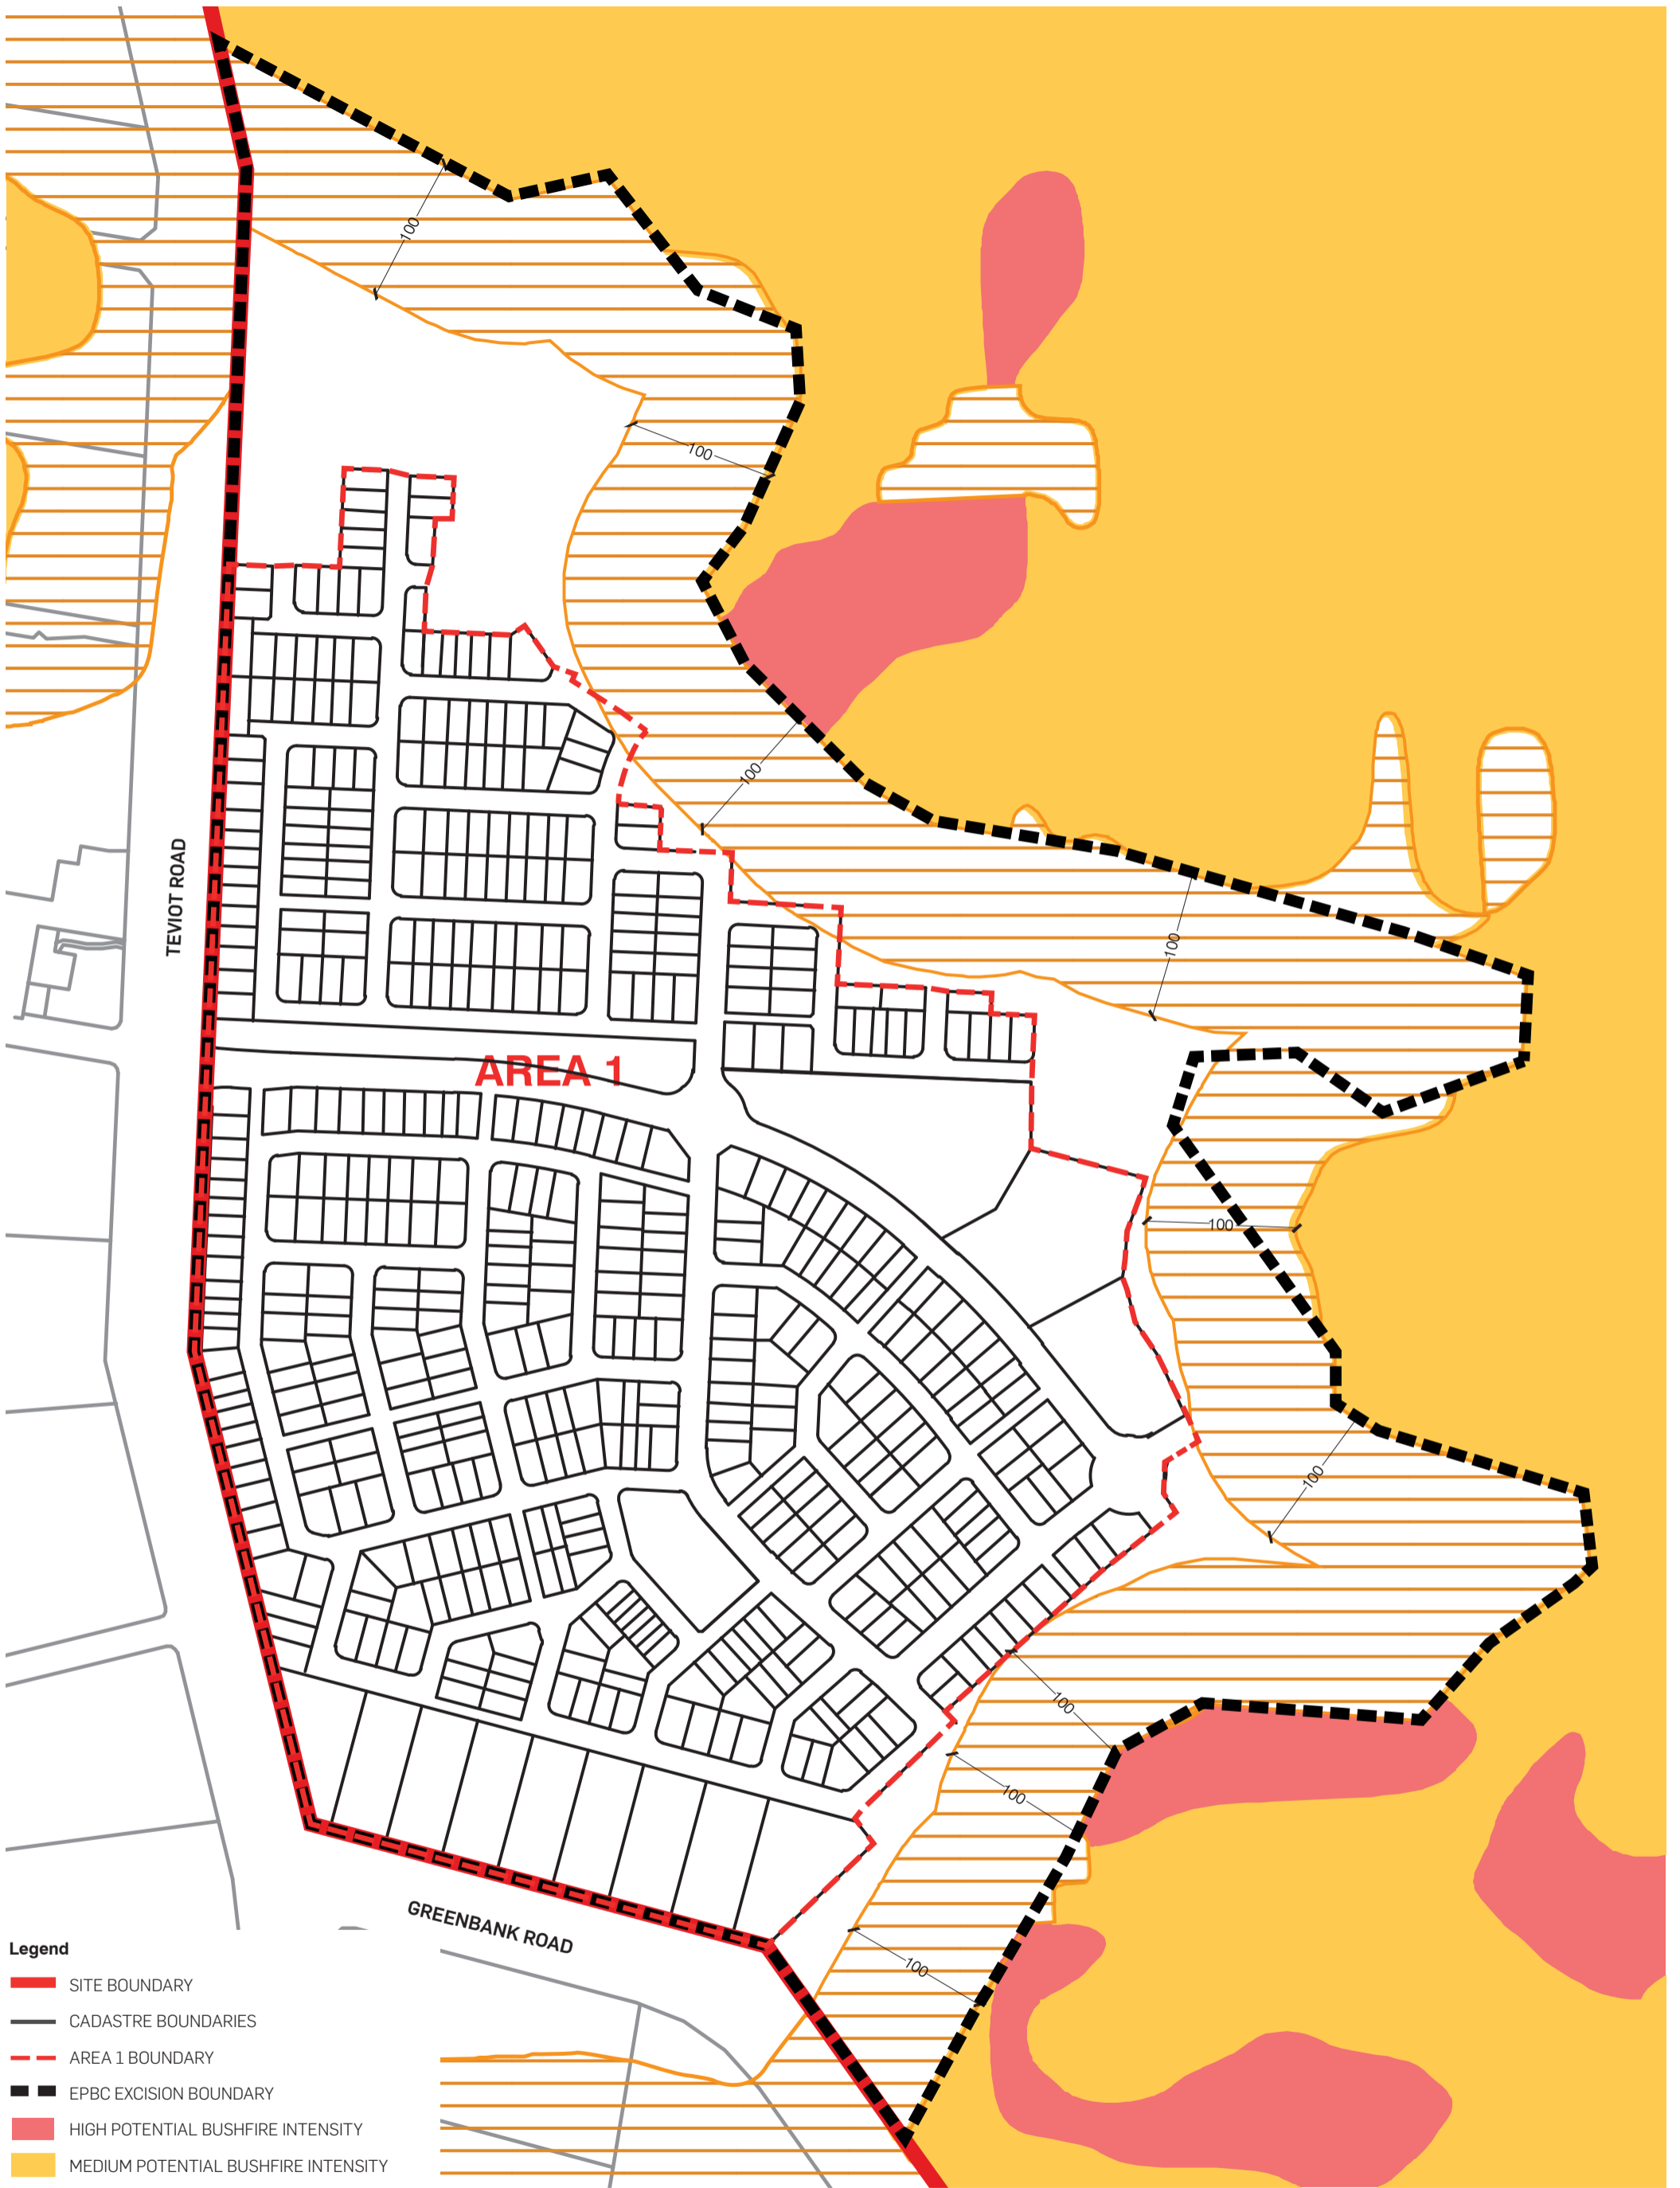 100
100
100
TEVIOT ROAD
100
AREA 1
100
100
100
100
GREENBANK ROAD
100
Legend
SITE BOUNDARY
CADASTRE BOUNDARIES
AREA 1 BOUNDARY
EPBC EXCISION BOUNDARY
HIGH POTENTIAL BUSHFIRE INTENSITY
MEDIUM POTENTIAL BUSHFIRE INTENSITY